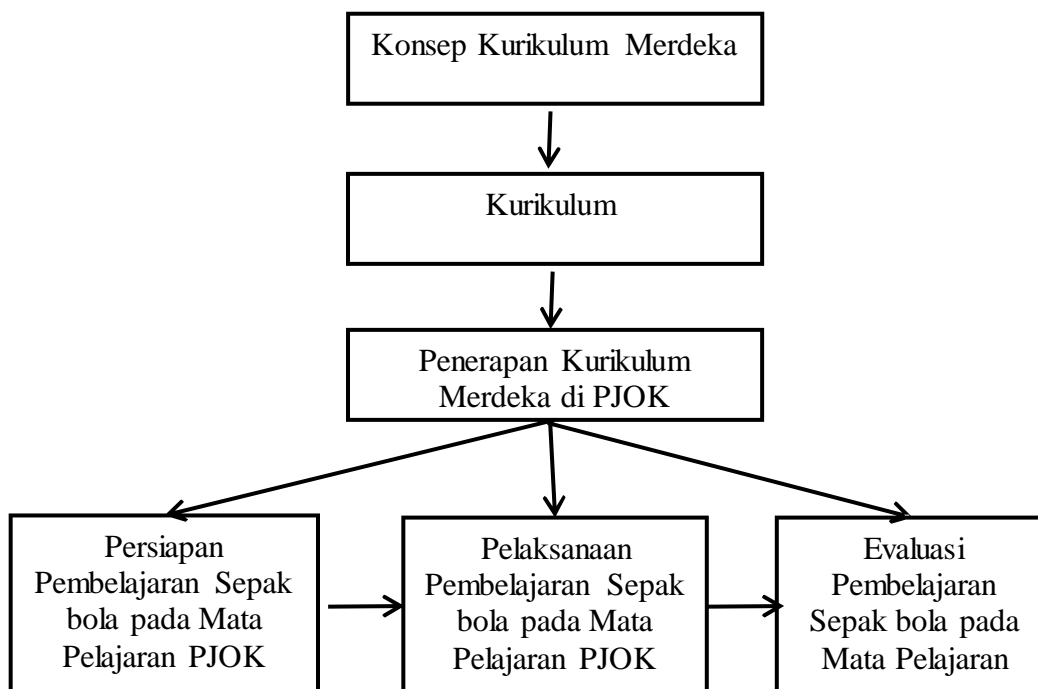 Konsep Kurikulum Merdeka
Kurikulum
Penerapan Kurikulum
Merdeka di PJOK
Persiapan
Pembelajaran Sepak
bola pada Mata
Pelajaran PJOK
Pelaksanaan
Pembelajaran Sepak
bola pada Mata
Pelajaran PJOK
Evaluasi
Pembelajaran
Sepak bola pada
Mata Pelajaran